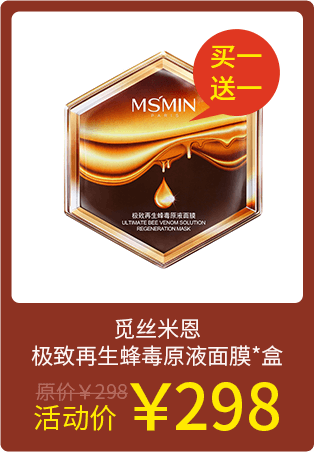 买一
送一
MS'MIN
PARIS
极致再生蜂毒原液面膜
ULTIMATE BEE VENOM SOLUTION
REGENERATION MASK
觅丝米恩
极致再生蜂毒原液面膜*盒
原价￥298
活动价 ￥298